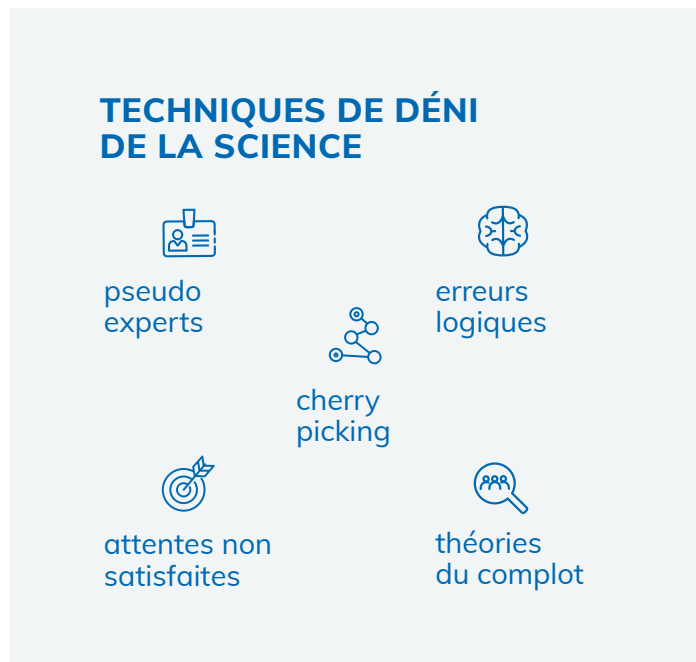 TECHNIQUES DE DÉNI
DE LA SCIENCE
pseudo
experts
erreurs
logiques
cherry
picking
attentes non
satisfaites
théories
du complot